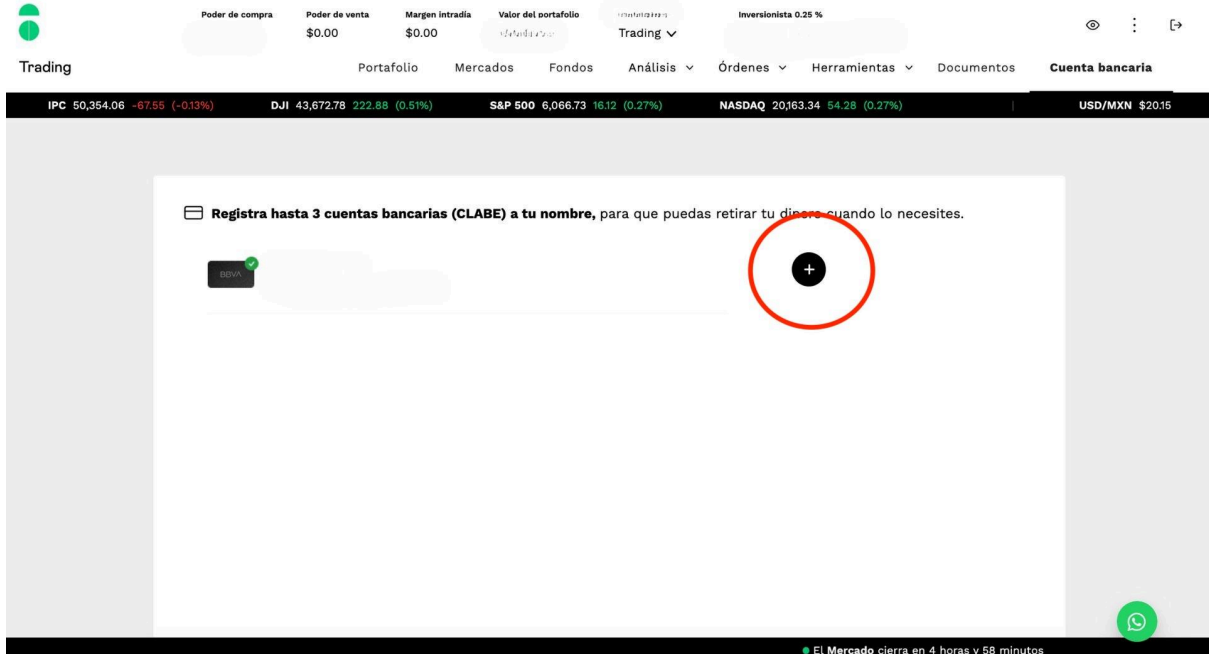 Poder de compra Poder de venta Margen intradía Valor del portafolio Inversionista 0.25 %
$0.00 $0.00 Trading
Trading Portafolio Mercados Fondos Análisis Órdenes Herramientas Documentos Cuenta bancaria
IPC 50,354.06 -67.55 (-0.13%) DJI 43,672.78 222.88 (0.51%) S&P 500 6,066.73 16.12 (0.27%) NASDAQ 20,163.34 54.28 (0.27%) USD/MXN $20.15
Registra hasta 3 cuentas bancarias (CLABE) a tu nombre, para que puedas retirar tu dinero cuando lo necesites.
BBVA
El Mercado cierra en 4 horas y 58 minutos